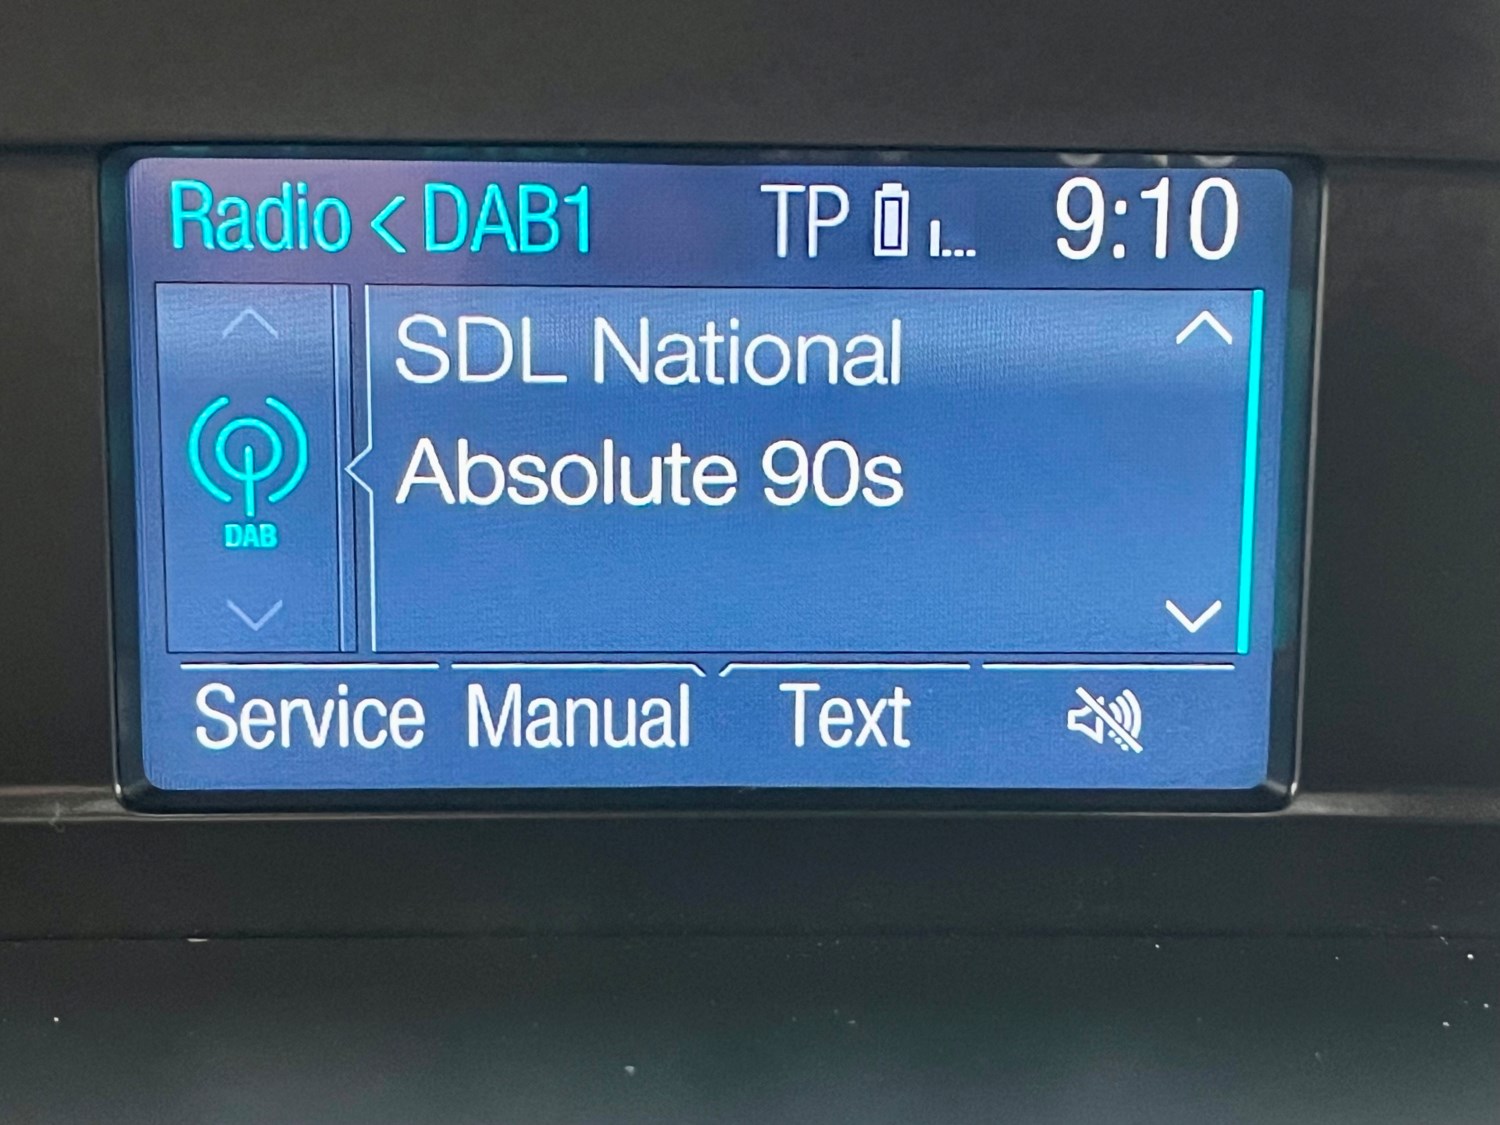 Radio < DAB1 TP 9:10
SDL National
Absolute 90s
DAB
Service Manual Text